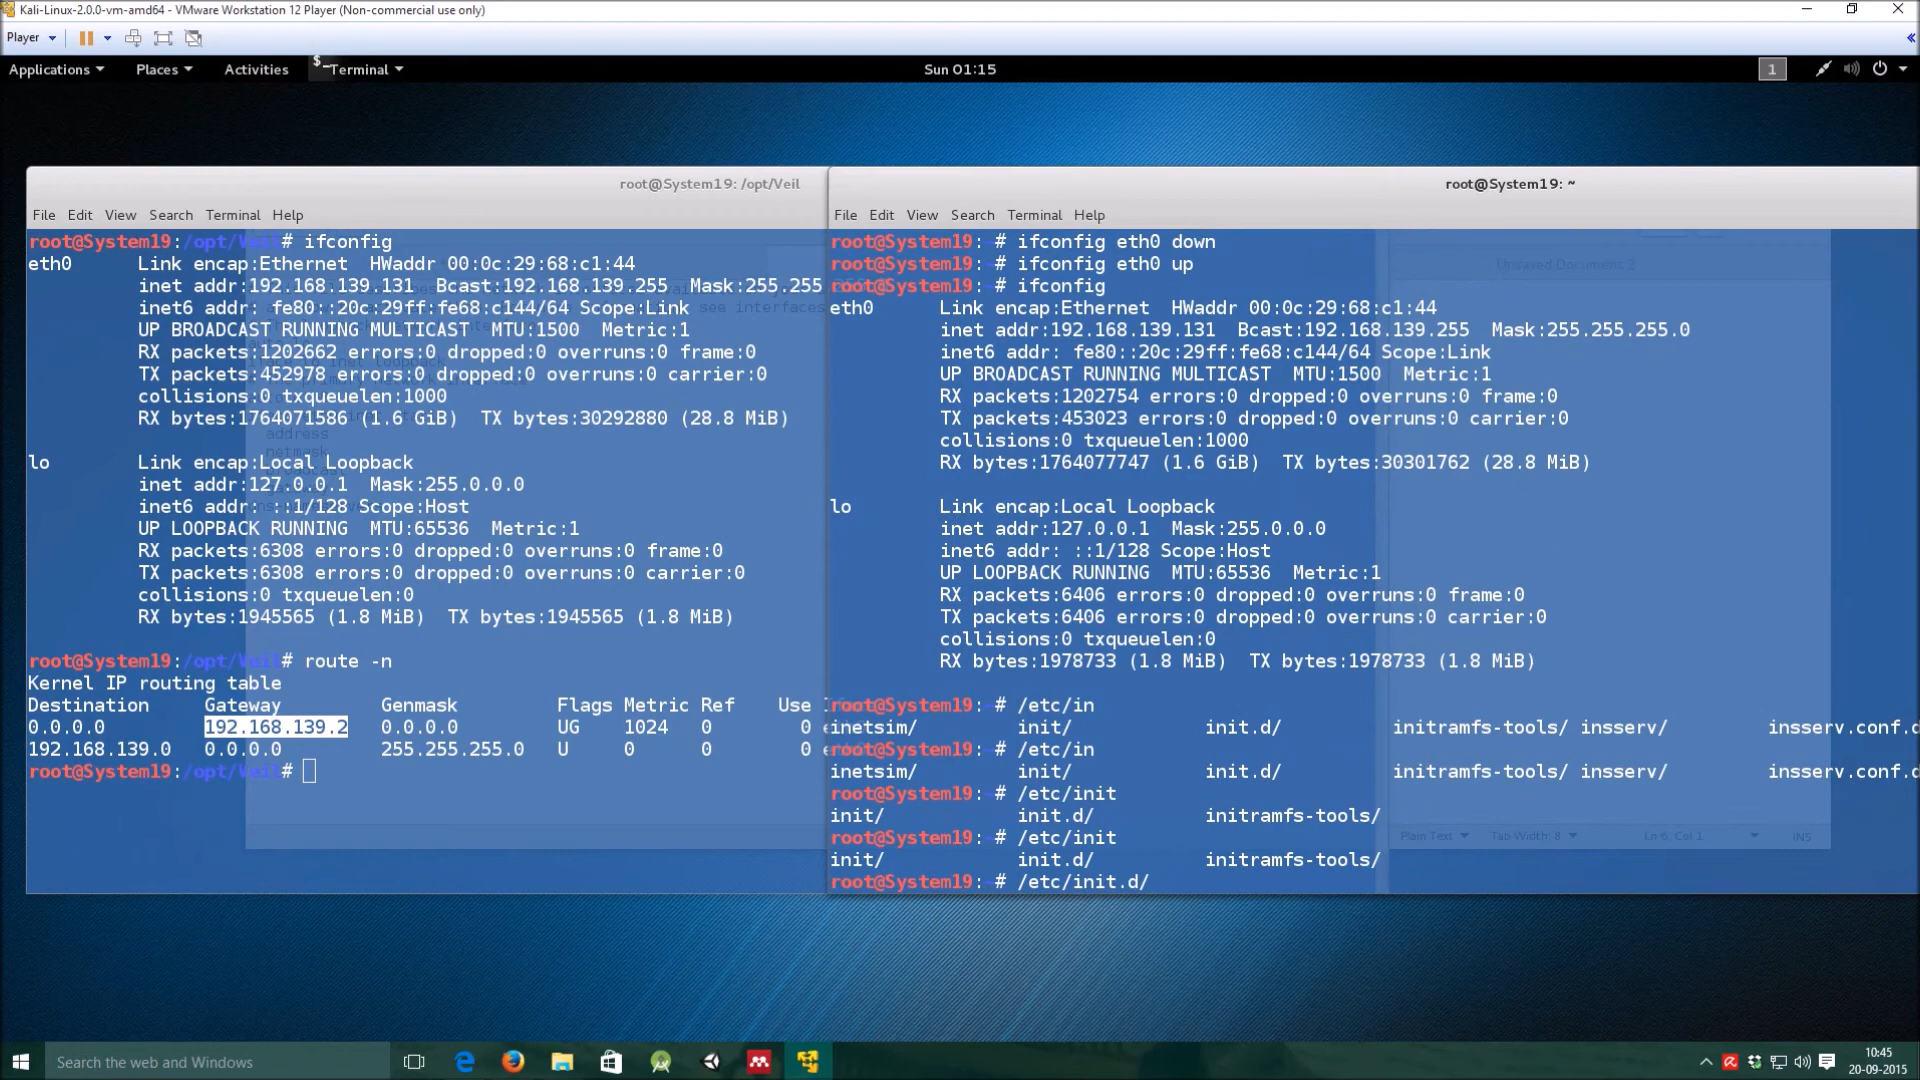 Kali-Linux-2.0.0-vm-amd64 - VMware Workstation 12 Player (Non-commercial use only)
Player
Applications Places Activities Terminal Sun 01:15 1
root@System19: /opt/Veil
File Edit View Search Terminal Help
root@System19:/opt/Veil# ifconfig
eth0 Link encap:Ethernet HWaddr 00:0c:29:68:c1:44
inet addr:192.168.139.131 Bcast:192.168.139.255 Mask:255.255
inet6 addr: fe80::20c:29ff:fe68:c144/64 Scope:Link
UP BROADCAST RUNNING MULTICAST MTU:1500 Metric:1
RX packets:1202662 errors:0 dropped:0 overruns:0 frame:0
TX packets:452978 errors:0 dropped:0 overruns:0 carrier:0
collisions:0 txqueuelen:1000
RX bytes:1764071586 (1.6 GiB) TX bytes:30292880 (28.8 MiB)
lo Link encap:Local Loopback
inet addr:127.0.0.1 Mask:255.0.0.0
inet6 addr: ::1/128 Scope:Host
UP LOOPBACK RUNNING MTU:65536 Metric:1
RX packets:6308 errors:0 dropped:0 overruns:0 frame:0
TX packets:6308 errors:0 dropped:0 overruns:0 carrier:0
collisions:0 txqueuelen:0
RX bytes:1945565 (1.8 MiB) TX bytes:1945565 (1.8 MiB)
root@System19:/opt/Veil# route -n
Kernel IP routing table
Destination Gateway Genmask Flags Metric Ref Use
0.0.0.0 192.168.139.2 0.0.0.0 UG 1024 0 0
192.168.139.0 0.0.0.0 255.255.255.0 U 0 0 0
root@System19:/opt/Veil#
root@System19: ~
File Edit View Search Terminal Help
root@System19:~# ifconfig eth0 down
root@System19:~# ifconfig eth0 up
root@System19:~# ifconfig
eth0 Link encap:Ethernet HWaddr 00:0c:29:68:c1:44
inet addr:192.168.139.131 Bcast:192.168.139.255 Mask:255.255.255.0
inet6 addr: fe80::20c:29ff:fe68:c144/64 Scope:Link
UP BROADCAST RUNNING MULTICAST MTU:1500 Metric:1
RX packets:1202754 errors:0 dropped:0 overruns:0 frame:0
TX packets:453023 errors:0 dropped:0 overruns:0 carrier:0
collisions:0 txqueuelen:1000
RX bytes:1764077747 (1.6 GiB) TX bytes:30301762 (28.8 MiB)
lo Link encap:Local Loopback
inet addr:127.0.0.1 Mask:255.0.0.0
inet6 addr: ::1/128 Scope:Host
UP LOOPBACK RUNNING MTU:65536 Metric:1
RX packets:6406 errors:0 dropped:0 overruns:0 frame:0
TX packets:6406 errors:0 dropped:0 overruns:0 carrier:0
collisions:0 txqueuelen:0
RX bytes:1978733 (1.8 MiB) TX bytes:1978733 (1.8 MiB)
root@System19:~# /etc/in
inetsim/ init/ init.d/ initramfs-tools/ insserv/ insserv.conf.d
root@System19:~# /etc/in
inetsim/ init/ init.d/ initramfs-tools/ insserv/ insserv.conf.d
root@System19:~# /etc/init
init/ init.d/ initramfs-tools/
root@System19:~# /etc/init
init/ init.d/ initramfs-tools/
root@System19:~# /etc/init.d/
Unsaved Document 2
see interfaces
address
Plain Text Tab Width: 8 Ln 6, Col 1 INS
Search the web and Windows
10:45
20-09-2015